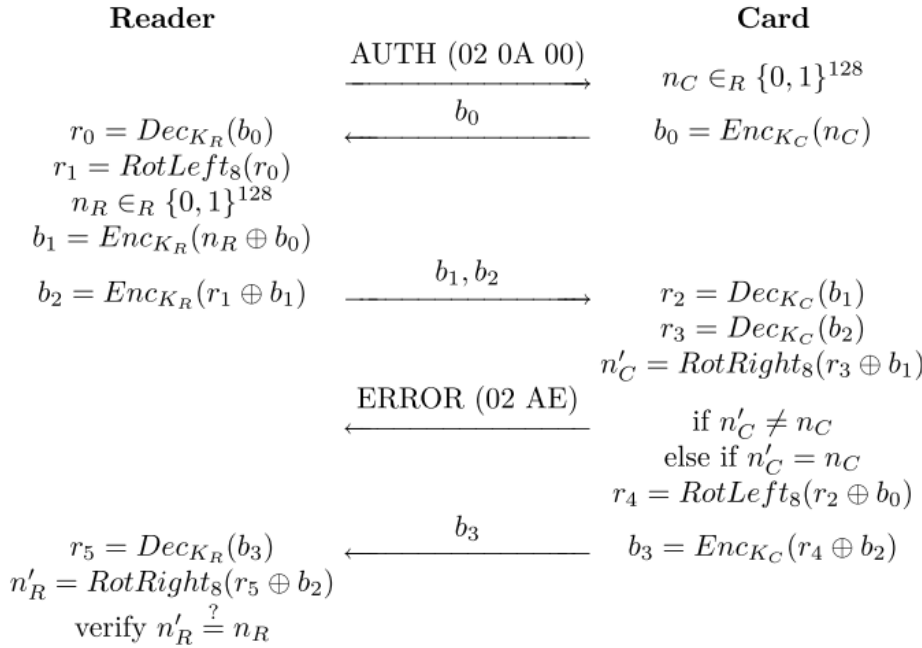 Reader Card
AUTH (02 0A 00)
n_C ∈_R {0, 1}^128
b_0
r_0 = Dec_{K_R}(b_0) b_0 = Enc_{K_C}(n_C)
r_1 = RotLeft_8(r_0)
n_R ∈_R {0, 1}^128
b_1 = Enc_{K_R}(n_R ⊕ b_0)
b_1, b_2
b_2 = Enc_{K_R}(r_1 ⊕ b_1) r_2 = Dec_{K_C}(b_1)
r_3 = Dec_{K_C}(b_2)
n'_C = RotRight_8(r_3 ⊕ b_1)
ERROR (02 AE)
if n'_C ≠ n_C
else if n'_C = n_C
r_4 = RotLeft_8(r_2 ⊕ b_0)
b_3
r_5 = Dec_{K_R}(b_3) b_3 = Enc_{K_C}(r_4 ⊕ b_2)
n'_R = RotRight_8(r_5 ⊕ b_2)
verify n'_R ≟ n_R